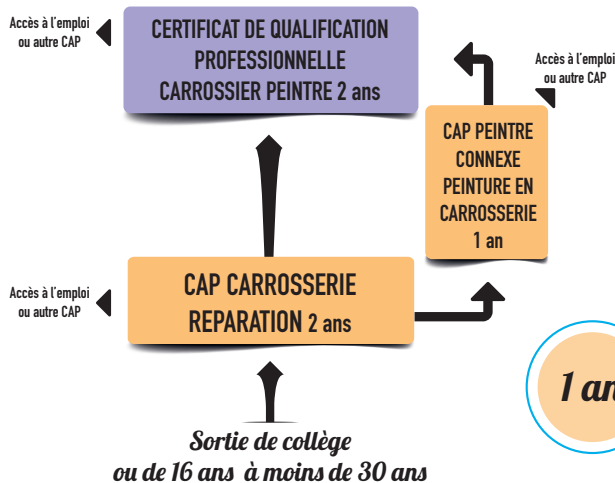 Accès à l'emploi
ou autre CAP
CERTIFICAT DE QUALIFICATION
PROFESSIONNELLE
CARROSSIER PEINTRE 2 ans
Accès à l'emploi
ou autre CAP
CAP PEINTRE
CONNEXE
PEINTURE EN
CARROSSERIE
1 an
Accès à l'emploi
ou autre CAP
CAP CARROSSERIE
REPARATION 2 ans
1 an
Sortie de collège
ou de 16 ans à moins de 30 ans